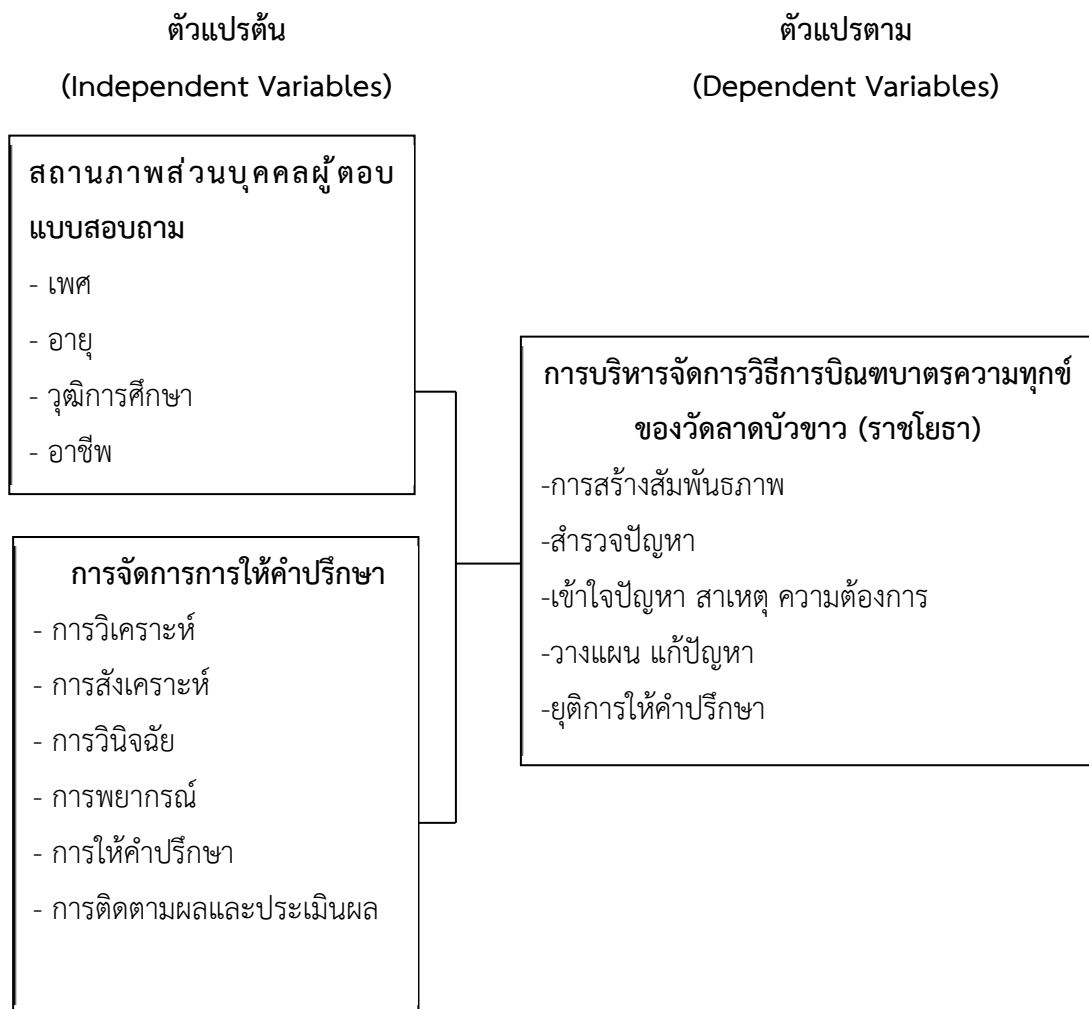 ตัวแปรต้น
(Independent Variables)
ตัวแปรตาม
(Dependent Variables)
สถานภาพส่วนบุคคลผู้ตอบ
แบบสอบถาม
- เพศ
- อายุ
- วุฒิการศึกษา
- อาชีพ
การจัดการการให้คำปรึกษา
- การวิเคราะห์
- การสังเคราะห์
- การวินิจฉัย
- การพยากรณ์
- การให้คำปรึกษา
- การติดตามผลและประเมินผล
การบริหารจัดการวิธีการบิณฑบาตรความทุกข์
ของวัดลาดบัวขาว (ราชโยธา)
-การสร้างสัมพันธภาพ
-สำรวจปัญหา
-เข้าใจปัญหา สาเหตุ ความต้องการ
-วางแผน แก้ปัญหา
-ยุติการให้คำปรึกษา